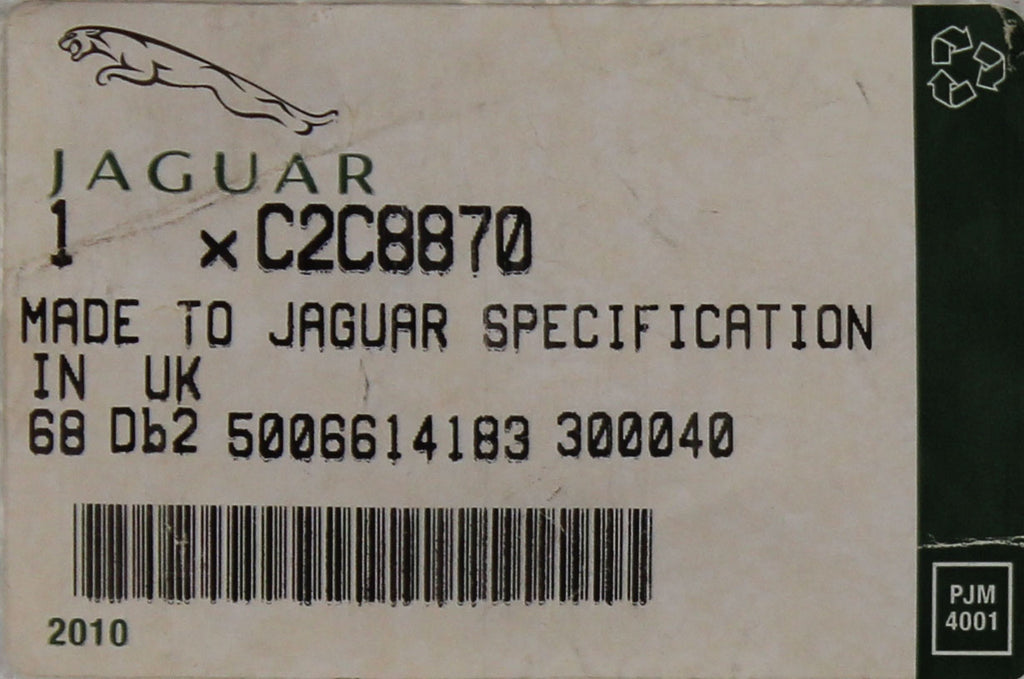 JAGUAR
1 x C2C8870
MADE TO JAGUAR SPECIFICATION
IN UK
68 Db2 5006614183 300040
2010
PJM
4001